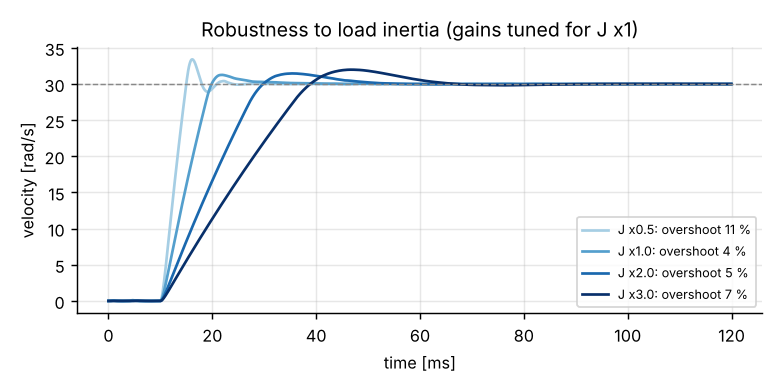 Robustness to load inertia (gains tuned for J x1)
velocity [rad/s]
35
30
25
20
15
10
5
0
J x0.5: overshoot 11 %
J x1.0: overshoot 4 %
J x2.0: overshoot 5 %
J x3.0: overshoot 7 %
0 20 40 60 80 100 120
time [ms]